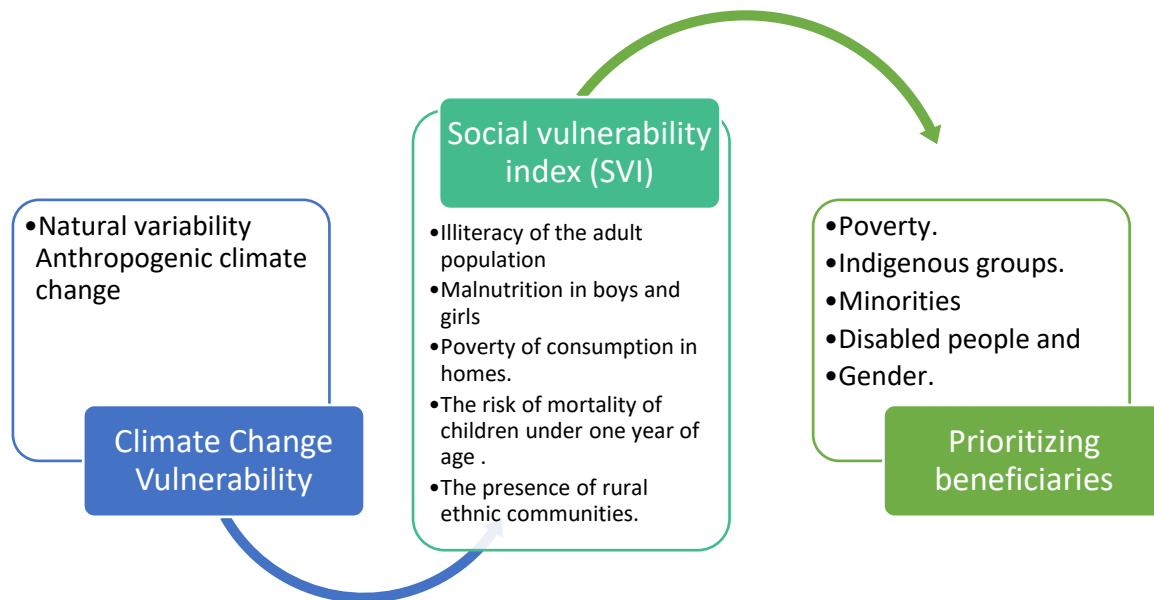 •Natural variability
Anthropogenic climate
change
Climate Change
Vulnerability
Social vulnerability
index (SVI)
•Illiteracy of the adult
population
•Malnutrition in boys and
girls
•Poverty of consumption in
homes.
•The risk of mortality of
children under one year of
age .
•The presence of rural
ethnic communities.
•Poverty.
•Indigenous groups.
•Minorities
•Disabled people and
•Gender.
Prioritizing
beneficiaries